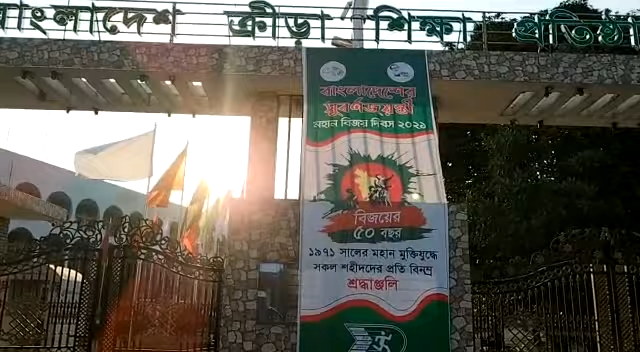 বাংলাদেশ ক্রীড়া শিক্ষা প্রতিষ্ঠা
বাংলাদেশের
সুবর্ণজয়ন্তী
মহান বিজয় দিবস ২০২১
বিজয়ের
৫০ বছর
১৯৭১ সালের মহান মুক্তিযুদ্ধে
সকল শহীদদের প্রতি বিনম্র
শ্রদ্ধাঞ্জলি